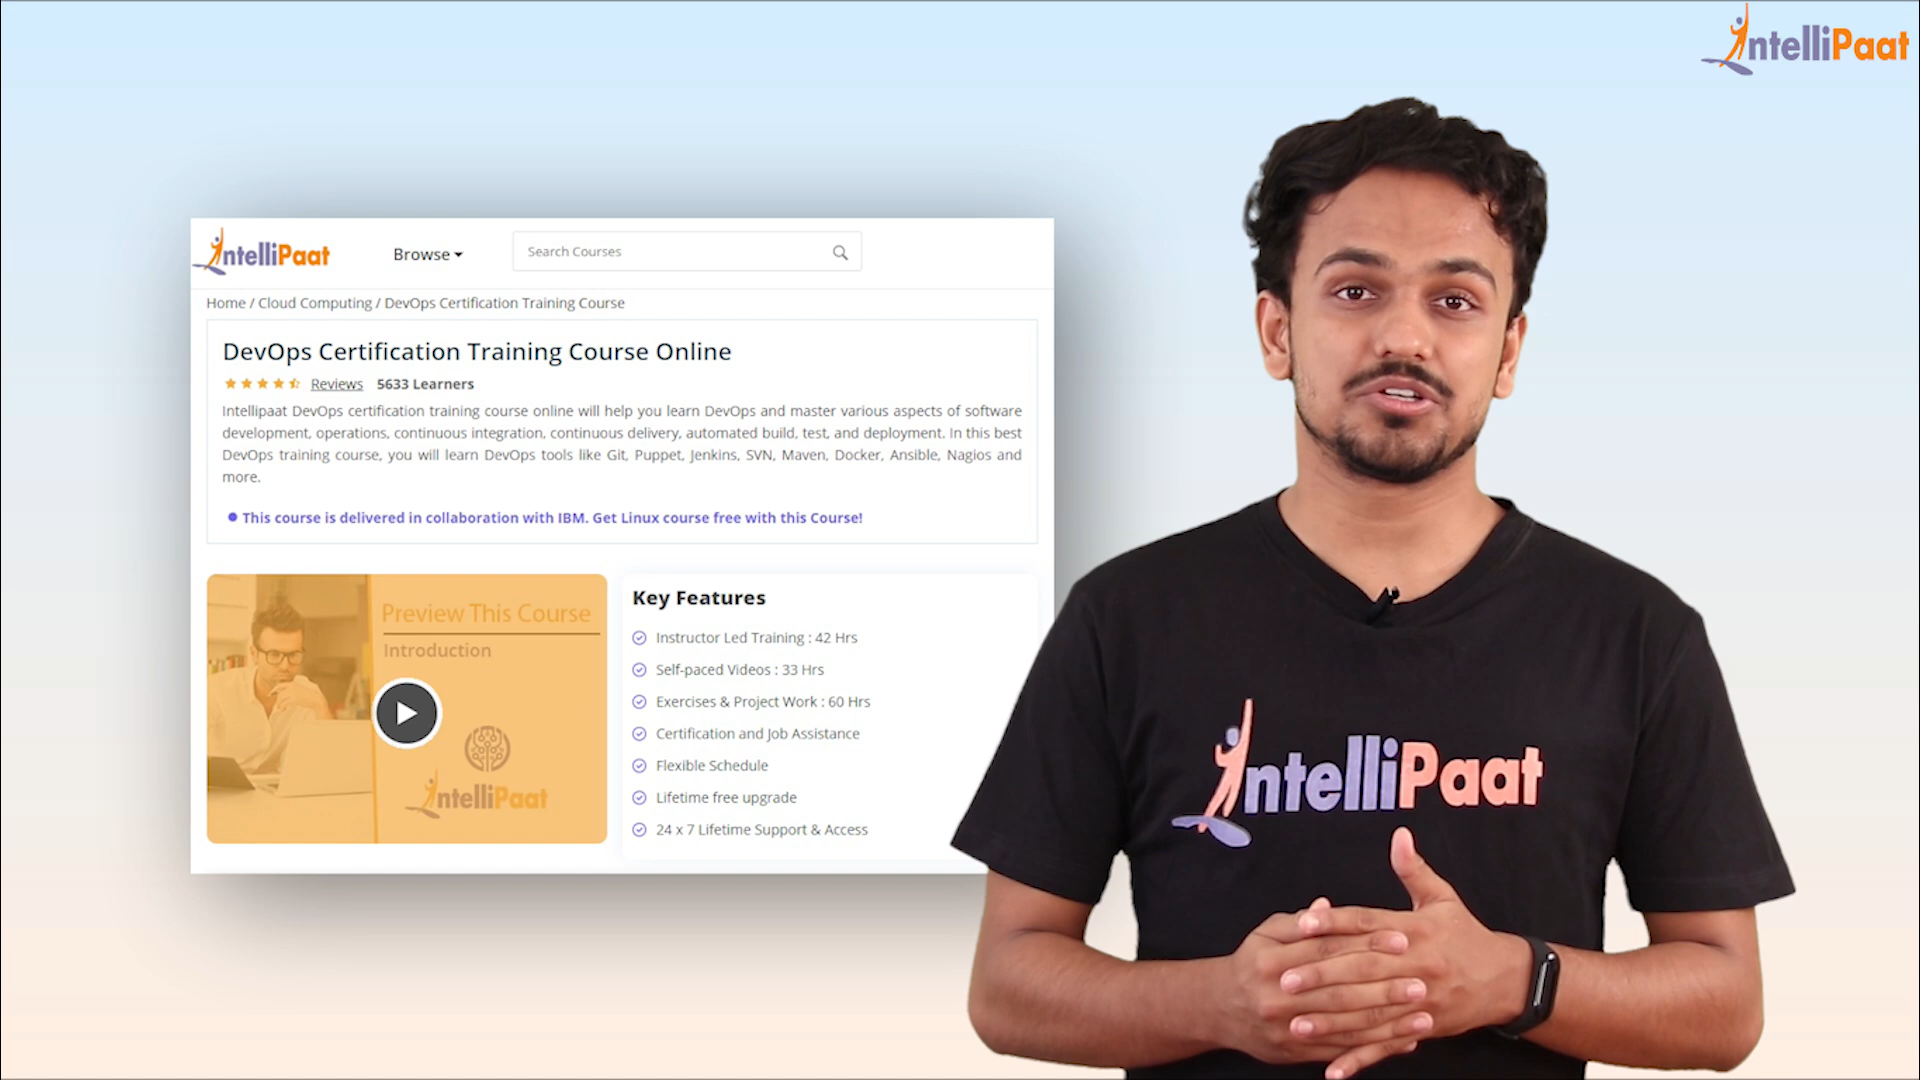 IntelliPaat
IntelliPaat
Browse
Search Courses
Home / Cloud Computing / DevOps Certification Training Course
DevOps Certification Training Course Online
Reviews 5633 Learners
Intellipaat DevOps certification training course online will help you learn DevOps and master various aspects of software
development, operations, continuous integration, continuous delivery, automated build, test, and deployment. In this best
DevOps training course, you will learn DevOps tools like Git, Puppet, Jenkins, SVN, Maven, Docker, Ansible, Nagios and
more.
This course is delivered in collaboration with IBM. Get Linux course free with this Course!
Preview This Course
Introduction
IntelliPaat
Key Features
Instructor Led Training : 42 Hrs
Self-paced Videos : 33 Hrs
Exercises & Project Work : 60 Hrs
Certification and Job Assistance
Flexible Schedule
Lifetime free upgrade
24 x 7 Lifetime Support & Access
IntelliPaat